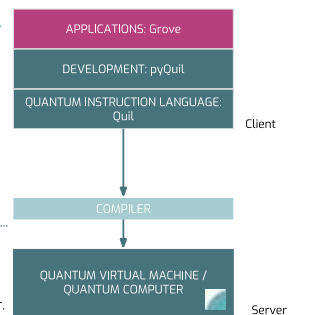 APPLICATIONS: Grove
DEVELOPMENT: pyQuil
QUANTUM INSTRUCTION LANGUAGE:
Quil
Client
COMPILER
...
QUANTUM VIRTUAL MACHINE /
QUANTUM COMPUTER
Server